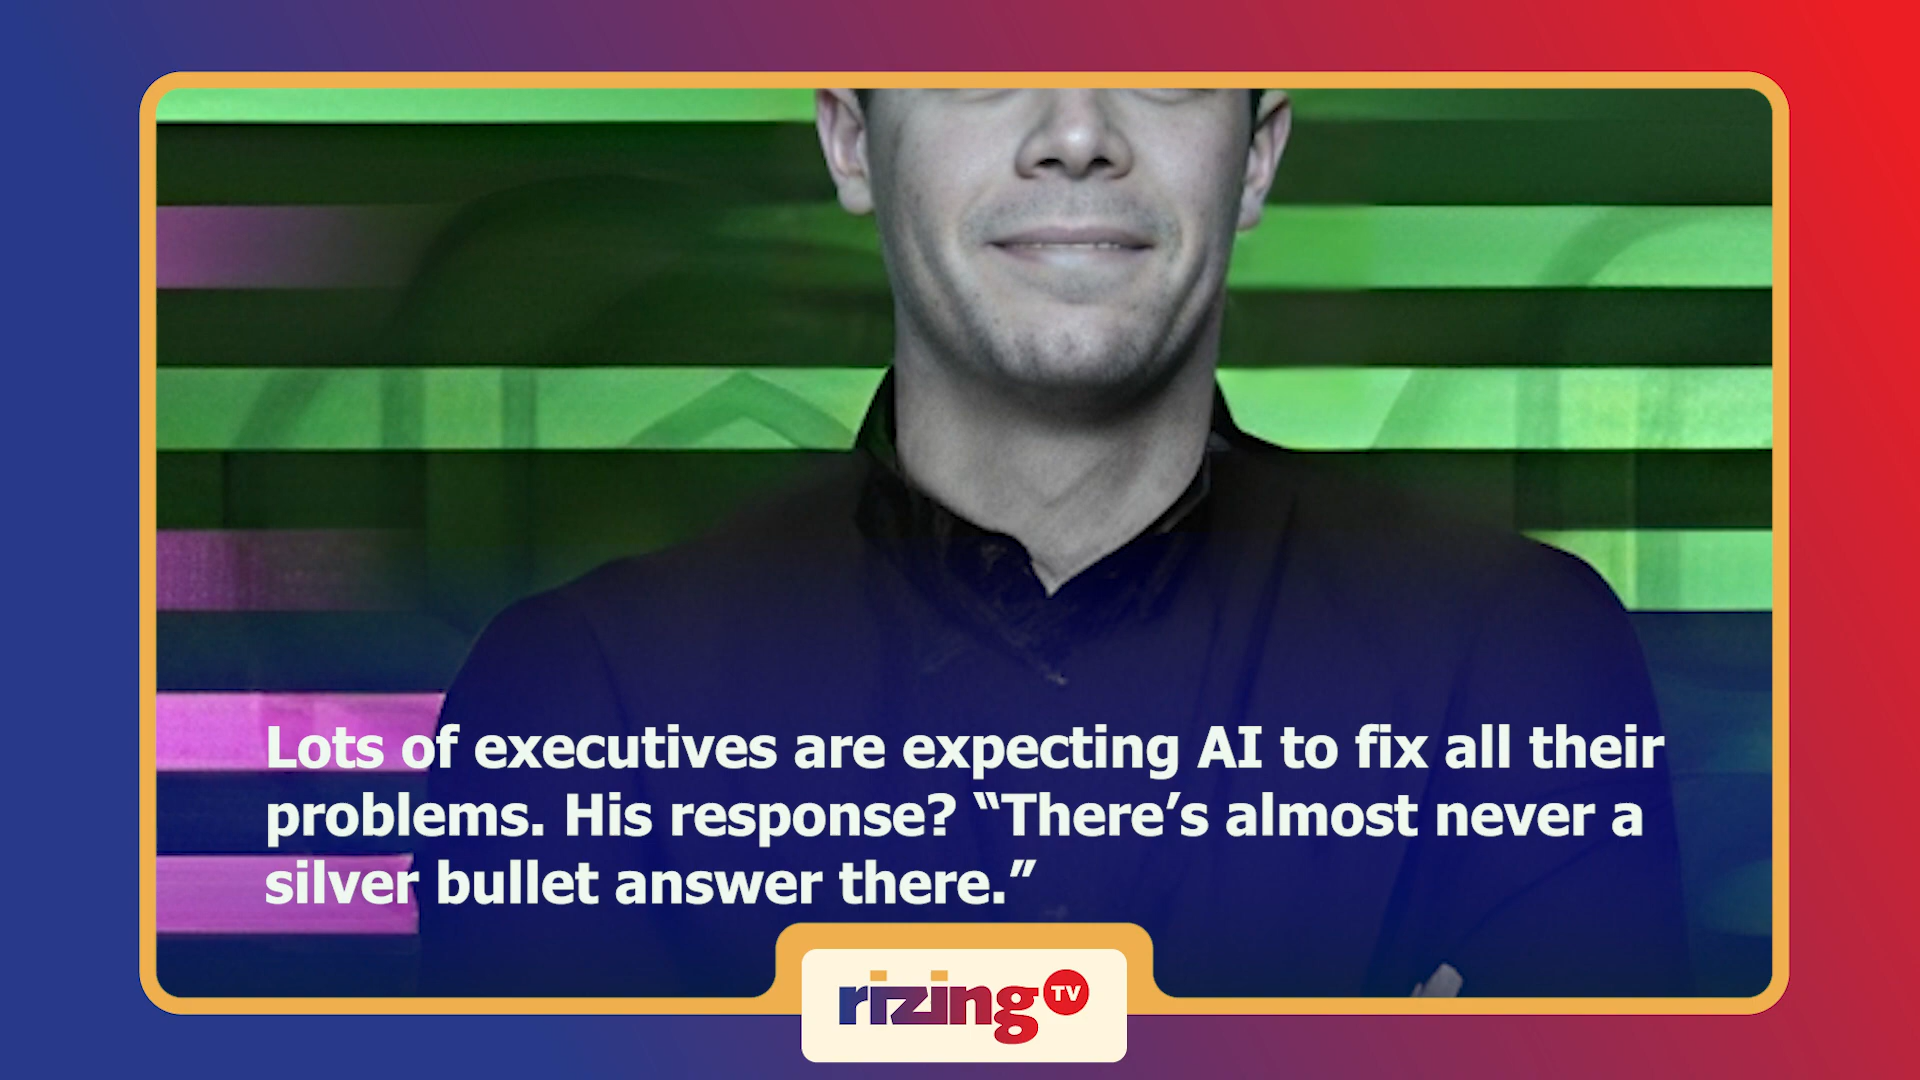 Lots of executives are expecting AI to fix all their
problems. His response? “There’s almost never a
silver bullet answer there.”
rizing TV